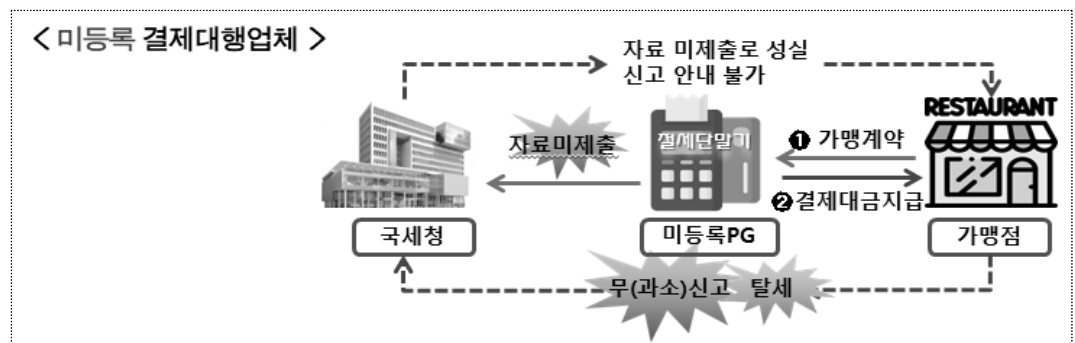 < 미등록 결제대행업체 >
자료 미제출로 성실
신고 안내 불가
RESTAURANT
자료미제출
절세단말기
❶ 가맹계약
❷결제대금지급
국세청
미등록PG
가맹점
무(과소)신고 탈세